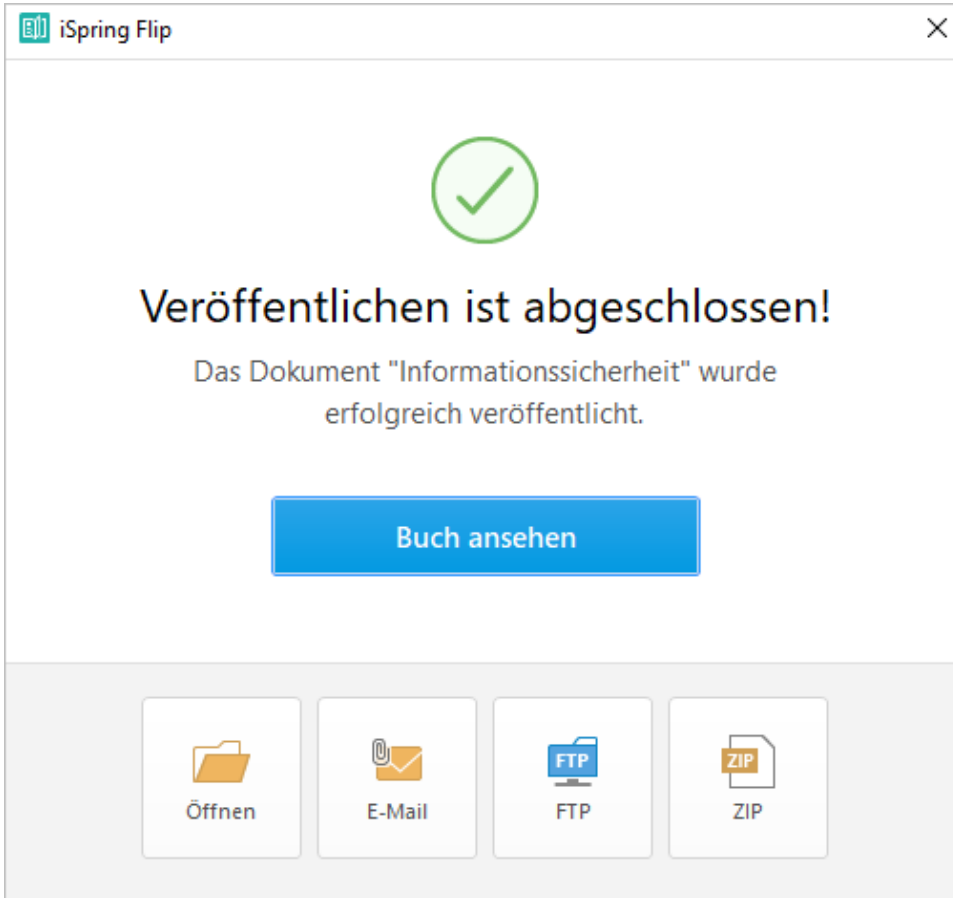 iSpring Flip
Veröffentlichen ist abgeschlossen!
Das Dokument "Informationssicherheit" wurde
erfolgreich veröffentlicht.
Buch ansehen
FTP
ZIP
Öffnen
E-Mail
FTP
ZIP